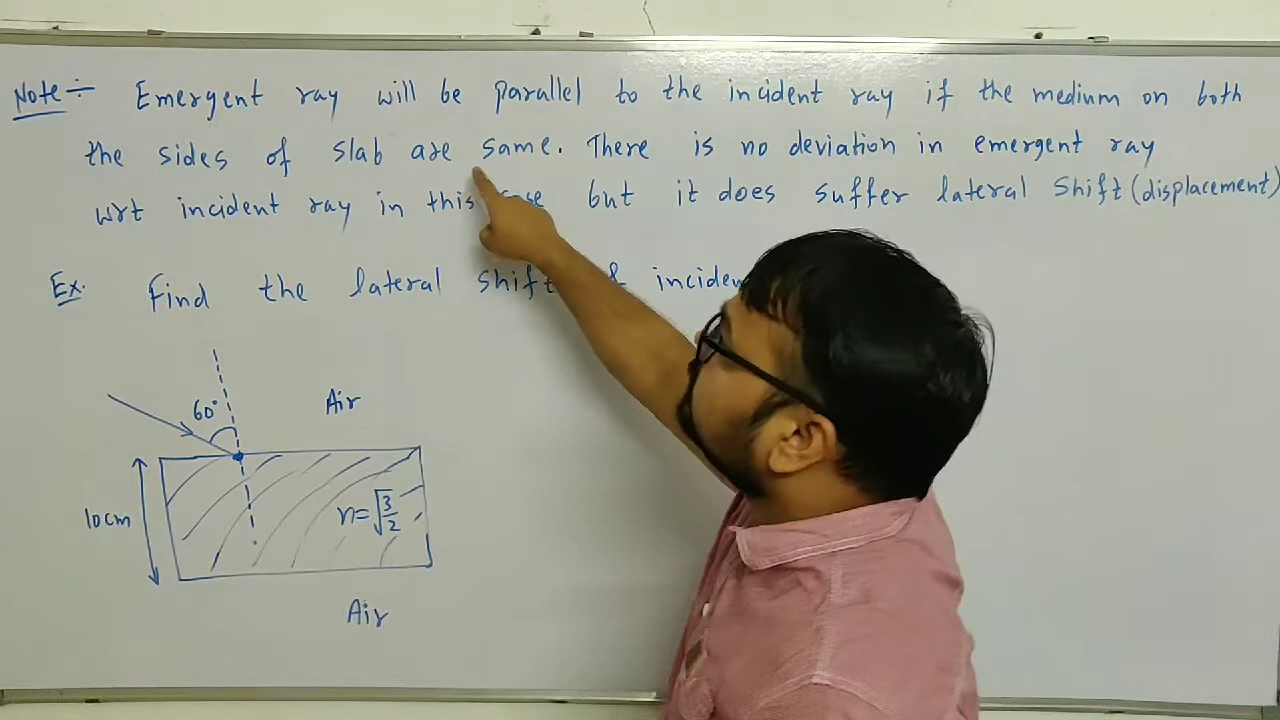 Note÷ Emergent ray will be parallel to the incident ray if the medium on both
the sides of slab are same. There is no deviation in emergent ray
wrt incident ray in this but it does suffer lateral shift (displacement)
Ex. Find the lateral shift
60°
Air
10cm
n=√3/2
Air